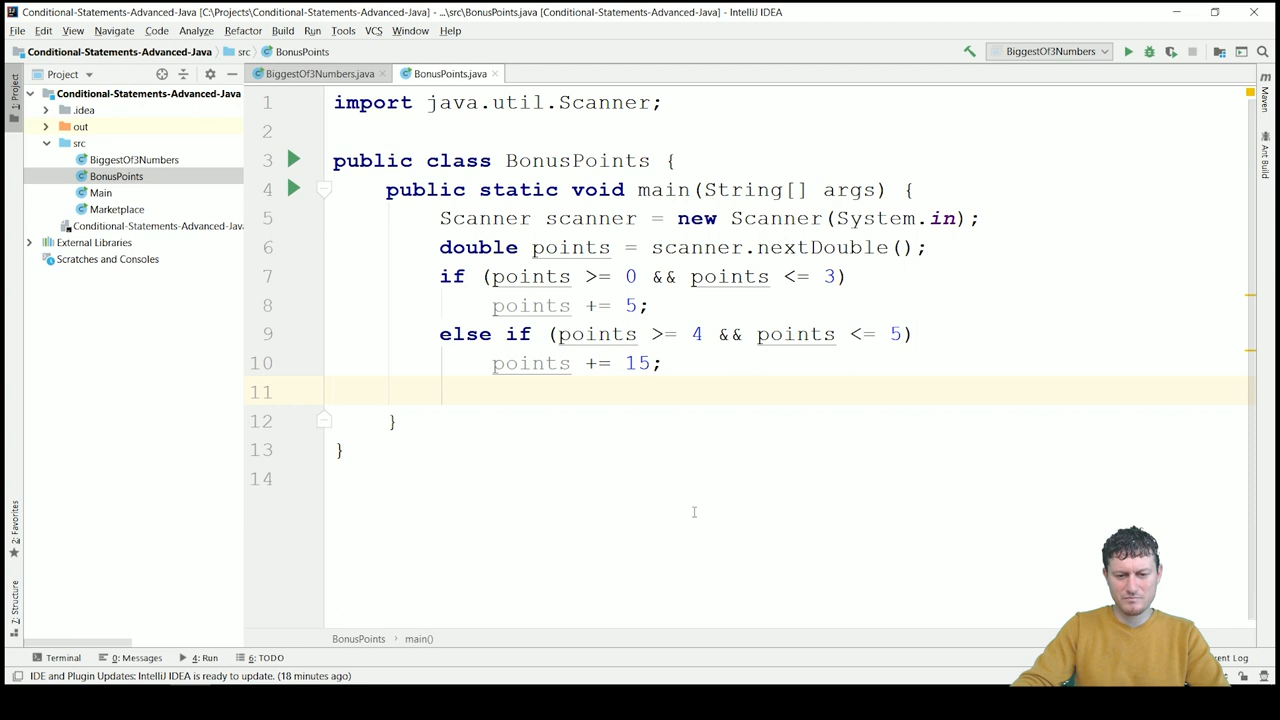 Conditional-Statements-Advanced-Java [C:\Projects\Conditional-Statements-Advanced-Java] - ...\src\BonusPoints.java [Conditional-Statements-Advanced-Java] - IntelliJ IDEA
File Edit View Navigate Code Analyze Refactor Build Run Tools VCS Window Help
Conditional-Statements-Advanced-Java src BonusPoints BiggestOf3Numbers
1: Project
Project
BiggestOf3Numbers.java BonusPoints.java
Conditional-Statements-Advanced-Java
.idea
out
src
BiggestOf3Numbers
BonusPoints
Main
Marketplace
Conditional-Statements-Advanced-Java
External Libraries
Scratches and Consoles
1 import java.util.Scanner;
2
3 public class BonusPoints {
4 public static void main(String[] args) {
5 Scanner scanner = new Scanner(System.in);
6 double points = scanner.nextDouble();
7 if (points >= 0 && points <= 3)
8 points += 5;
9 else if (points >= 4 && points <= 5)
10 points += 15;
11
12 }
13 }
14
Maven
Ant Build
2: Favorites
7: Structure
BonusPoints main()
Terminal 0: Messages 4: Run 6: TODO nt Log
IDE and Plugin Updates: IntelliJ IDEA is ready to update. (18 minutes ago)